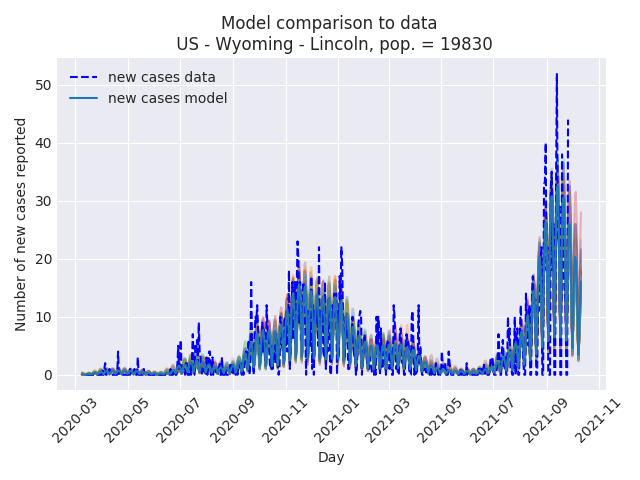 Model comparison to data
US - Wyoming - Lincoln, pop. = 19830
new cases data
new cases model
Number of new cases reported
50
40
30
20
10
0
2020-03
2020-05
2020-07
2020-09
2020-11
2021-01
2021-03
2021-05
2021-07
2021-09
2021-11
Day